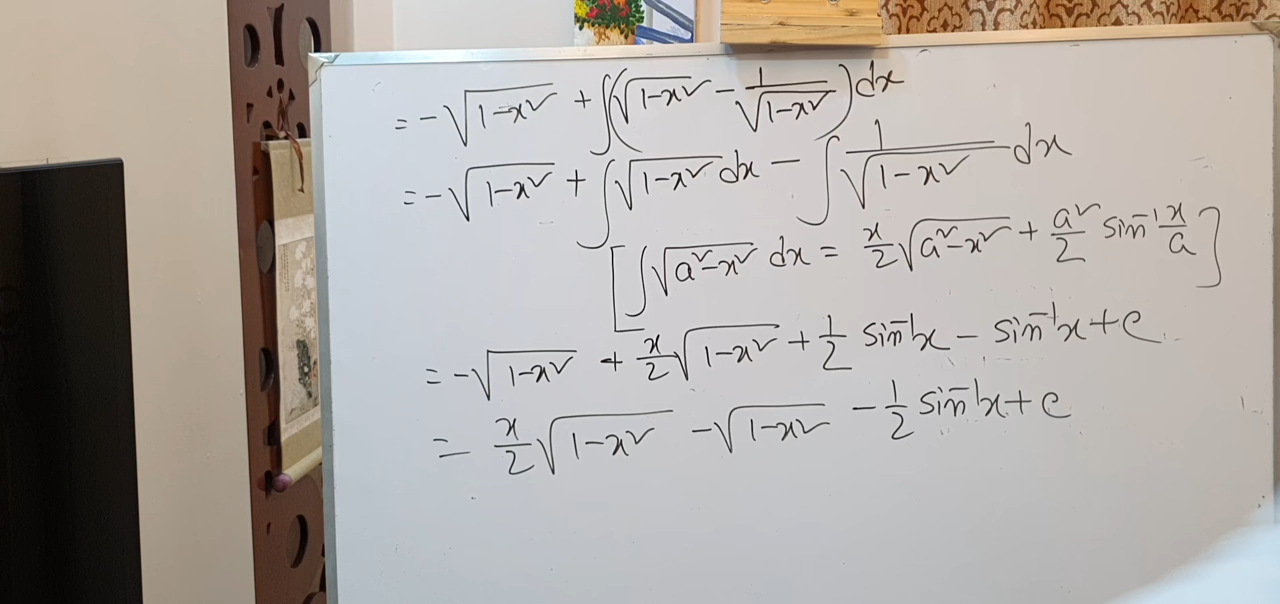 = -√(1-x²) + ∫(√(1-x²) - 1/√(1-x²))dx
= -√(1-x²) + ∫√(1-x²) dx - ∫ 1/√(1-x²) dx
[∫√(a²-x²) dx = x/2 √(a²-x²) + a²/2 sin⁻¹ x/a]
= -√(1-x²) + x/2 √(1-x²) + 1/2 sin⁻¹x - sin⁻¹x + c
= x/2 √(1-x²) - √(1-x²) - 1/2 sin⁻¹x + c